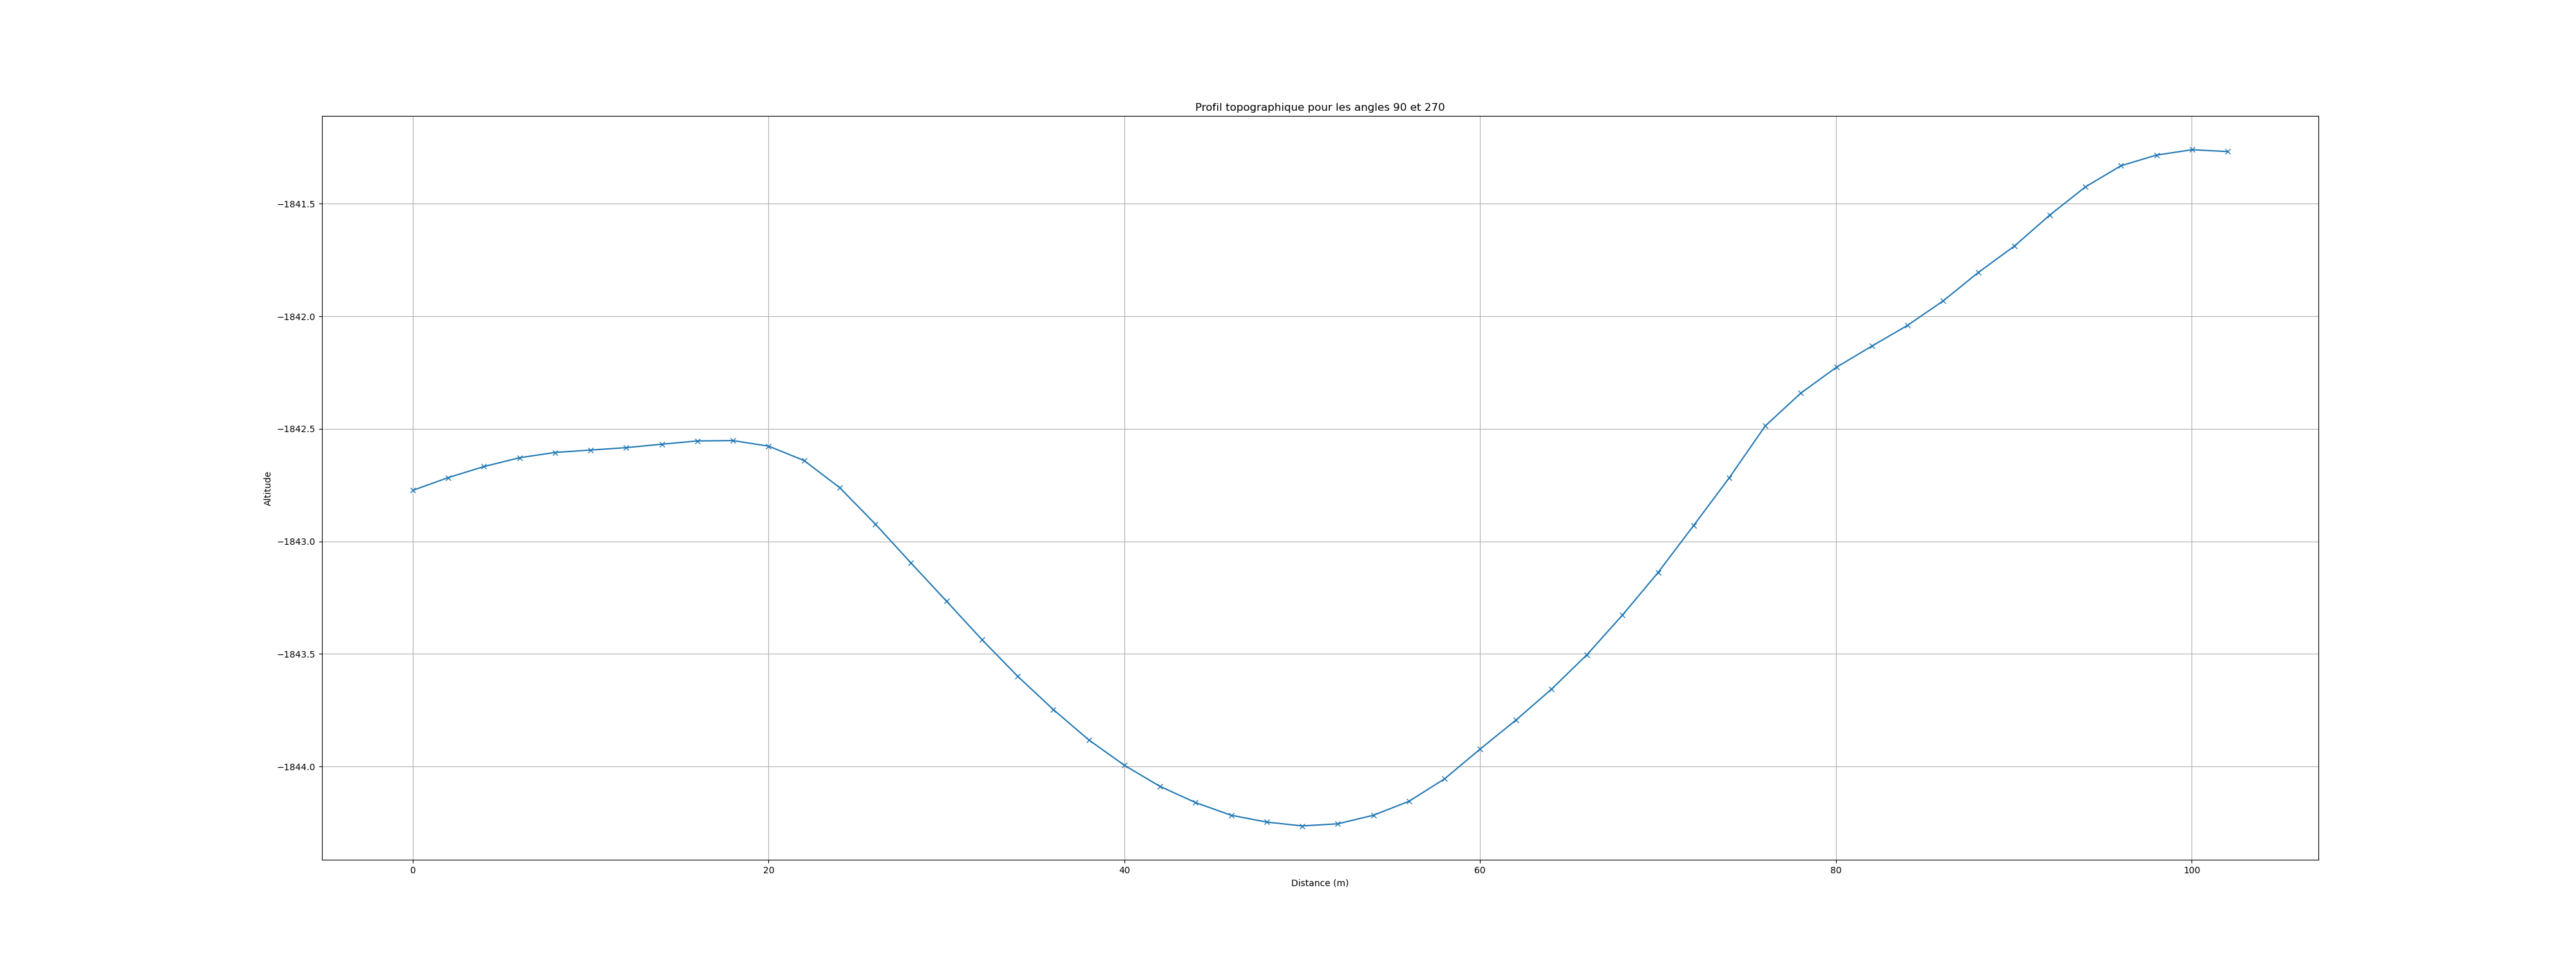 Profil topographique pour les angles 90 et 270
Altitude
−1841.5
−1842.0
−1842.5
−1843.0
−1843.5
−1844.0
0 20 40 60 80 100
Distance (m)